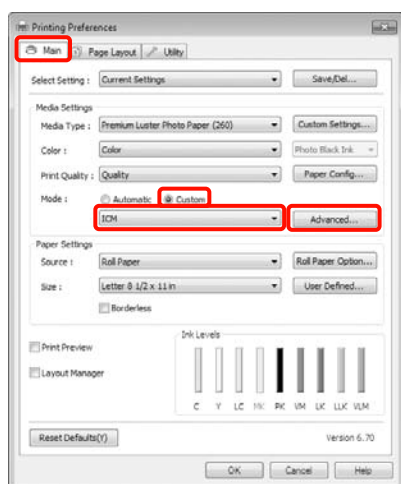 Printing Preferences
Main Page Layout Utility
Select Setting : Current Settings Save/Del...
Media Settings
Media Type : Premium Luster Photo Paper (260) Custom Settings...
Color : Color Photo Black Ink
Print Quality : Quality Paper Config...
Mode : Automatic Custom
ICM Advanced...
Paper Settings
Source : Roll Paper Roll Paper Option...
Size : Letter 8 1/2 x 11 in User Defined...
Borderless
Ink Levels
Print Preview
Layout Manager
C Y LC MK PK VM LK LLK VLM
Reset Defaults(Y) Version 6.70
OK Cancel Help